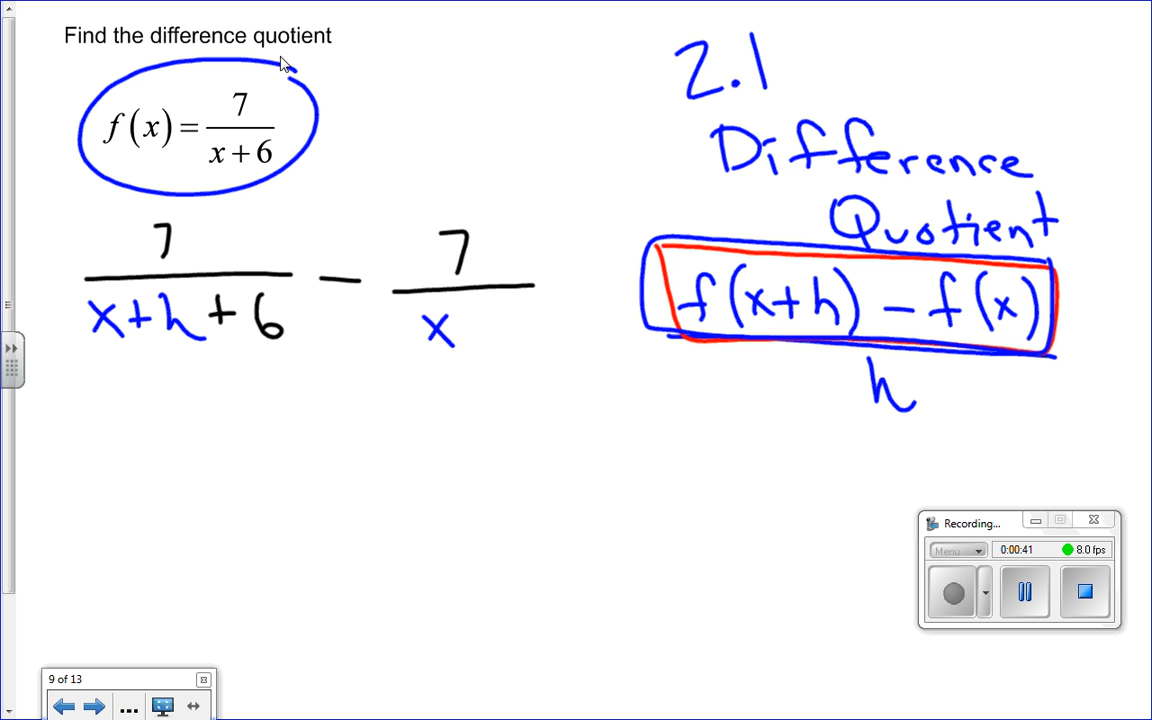 Find the difference quotient
f(x) = 7/(x + 6)
7/(x+h+6) − 7/x
2.1
Difference
Quotient
f(x+h) − f(x)
h
Recording...
Menu
0:00:41
8.0 fps
9 of 13
...